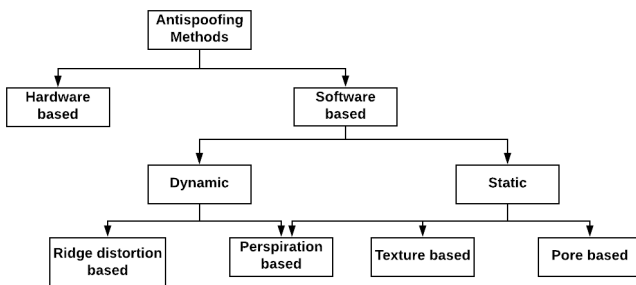 Antispoofing
Methods
Hardware
based
Software
based
Dynamic
Static
Ridge distortion
based
Perspiration
based
Texture based
Pore based